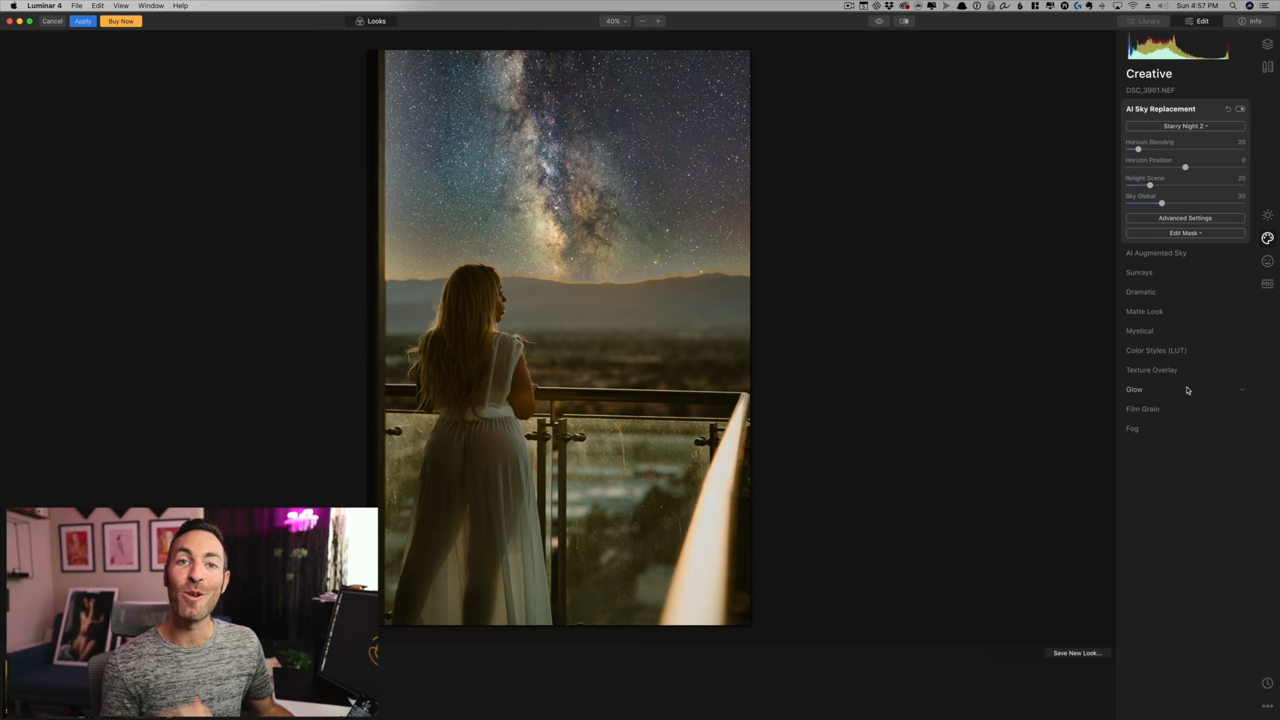 Luminar 4 File Edit View Window Help
Sun 4:57 PM
Cancel Apply Buy Now
Looks
40%
Library Edit Info
Creative
DSC_3961.NEF
AI Sky Replacement
Starry Night 2
Horizon Blending 20
Horizon Position 0
Relight Scene 20
Sky Global 30
Advanced Settings
Edit Mask
AI Augmented Sky
Sunrays
Dramatic
Matte Look
Mystical
Color Styles (LUT)
Texture Overlay
Glow
Film Grain
Fog
PRO
Save New Look...